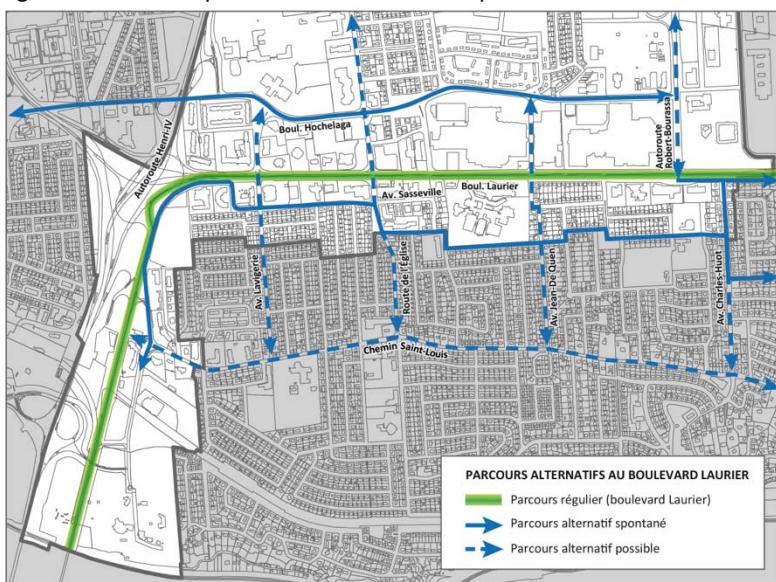 Autoroute Henri-IV
Boul. Hochelaga
Autoroute
Robert-Bourassa
Av. Sasseville
Boul. Laurier
Av. Lavigerie
Route de l'Église
Av. Jean-De Quen
Av. Charles-Huot
Chemin Saint-Louis
PARCOURS ALTERNATIFS AU BOULEVARD LAURIER
Parcours régulier (boulevard Laurier)
Parcours alternatif spontané
Parcours alternatif possible